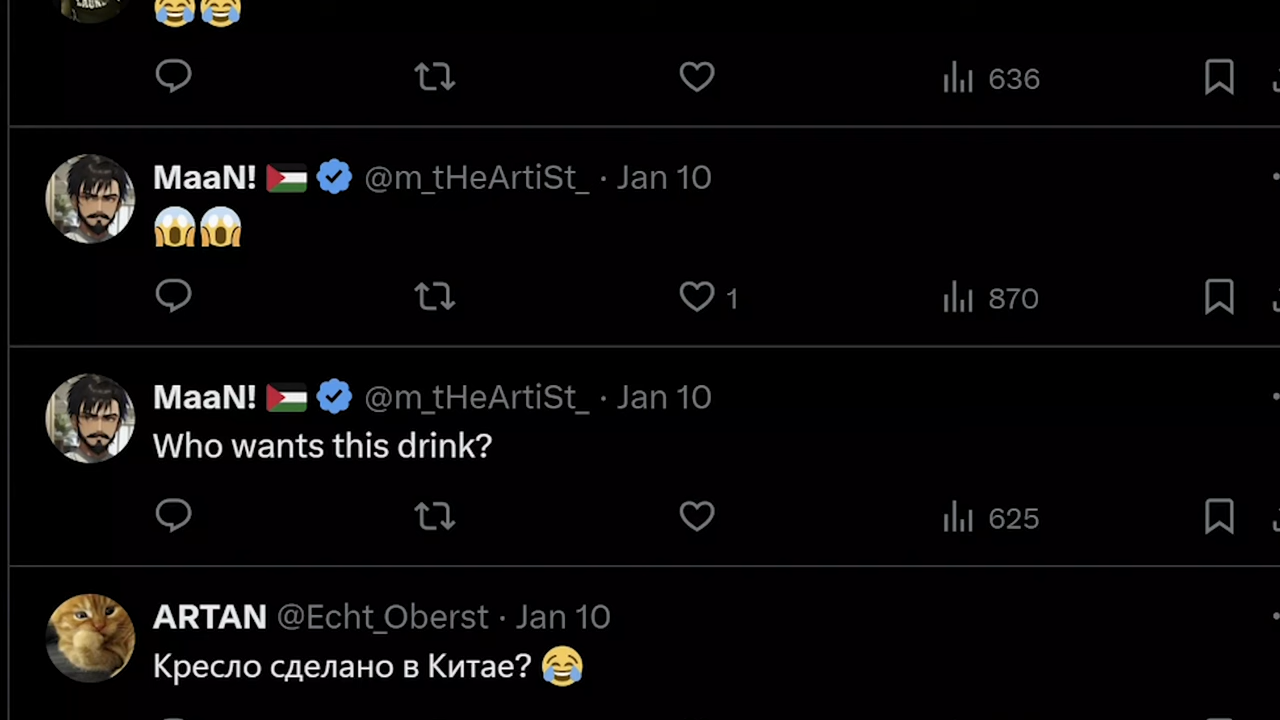 😂😂
636
MaaN! 🇵🇸 @m_tHeArtiSt_ · Jan 10
😱😱
1 870
MaaN! 🇵🇸 @m_tHeArtiSt_ · Jan 10
Who wants this drink?
625
ARTAN @Echt_Oberst · Jan 10
Кресло сделано в Китае? 😂